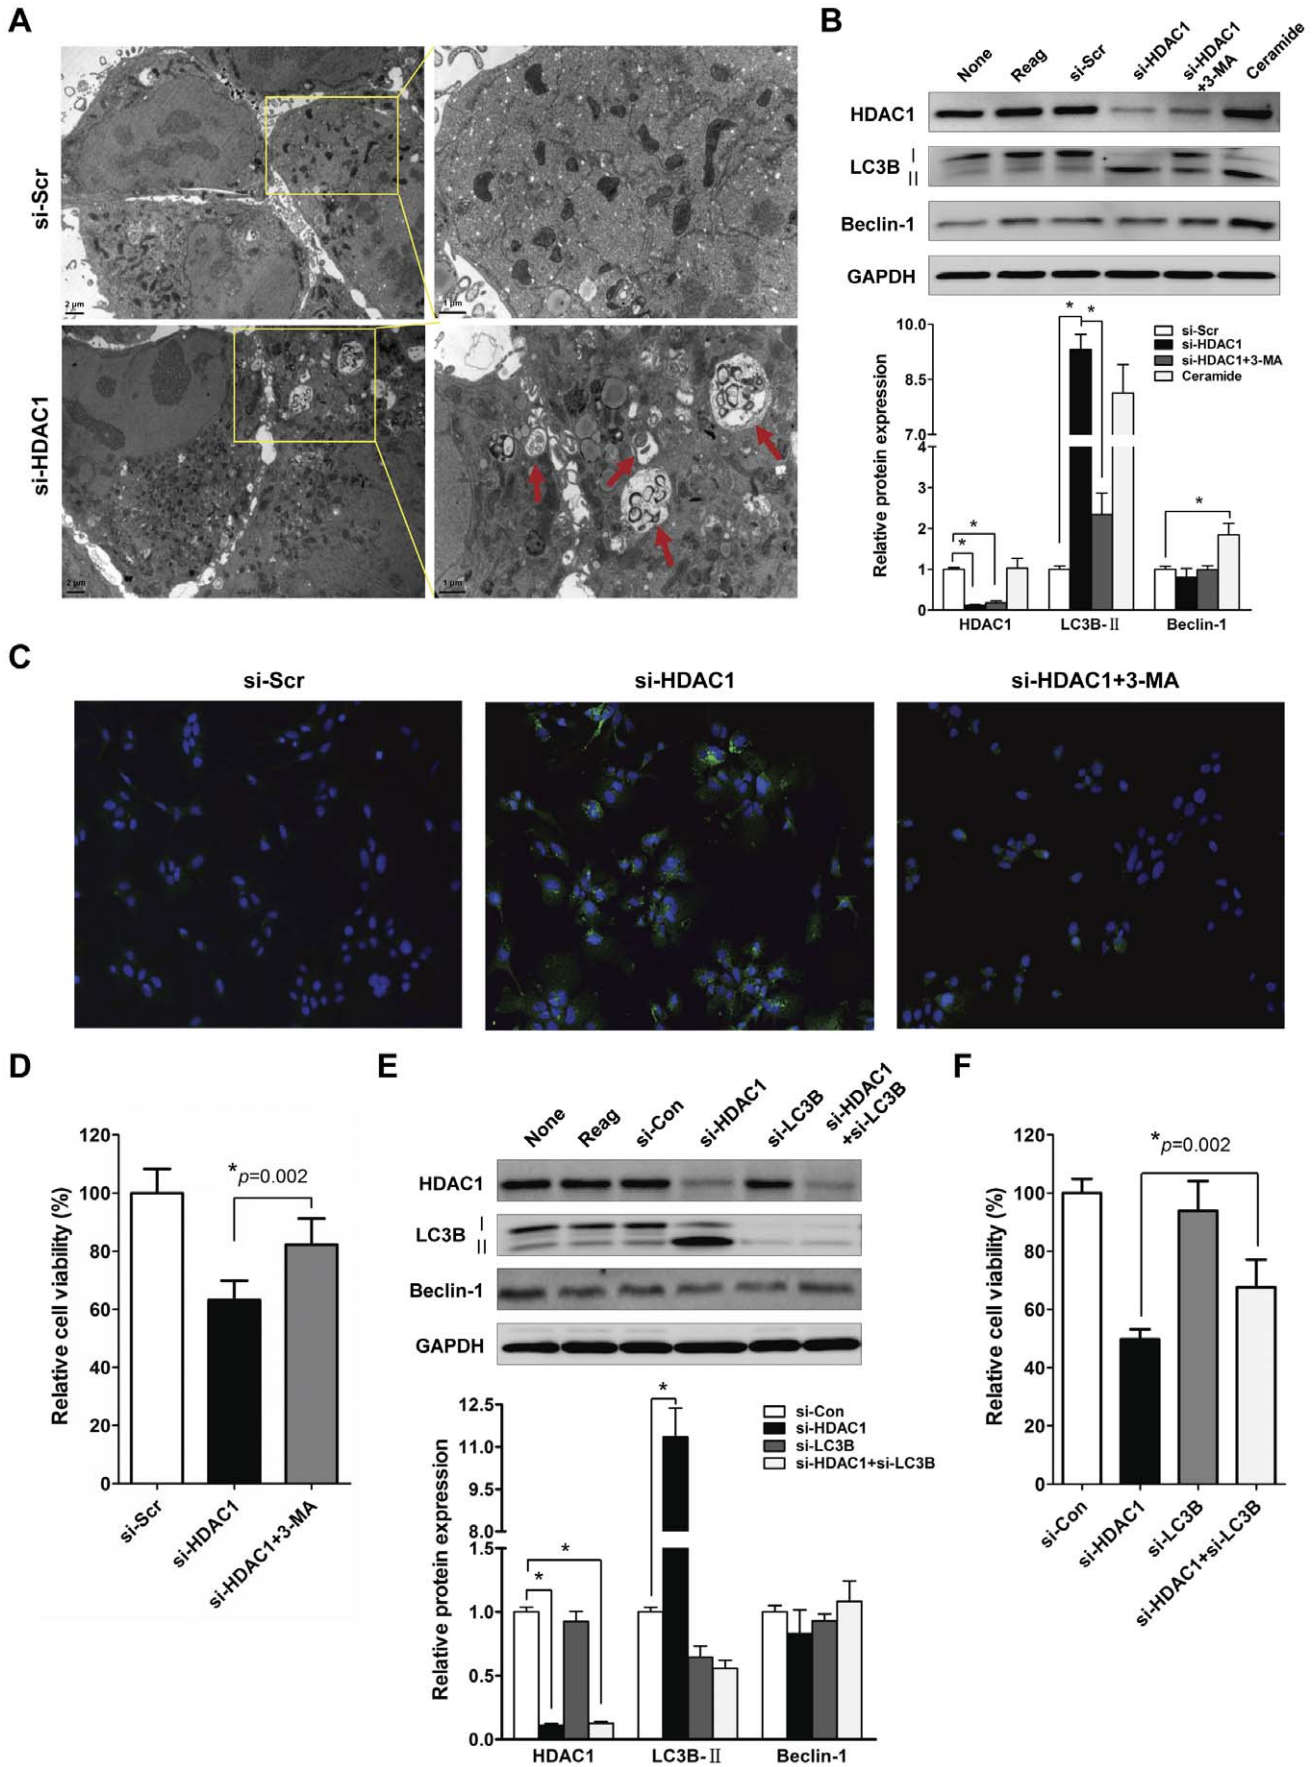 A
si-Scr
2 µm
1 µm
si-HDAC1
2 µm
1 µm
B
None
Reag
si-Scr
si-HDAC1
si-HDAC1
+3-MA
Ceramide
HDAC1
LC3B
I
II
Beclin-1
GAPDH
Relative protein expression
10.0
8.5
7.0
4
3
2
1
0
* *
*
*
*
si-Scr
si-HDAC1
si-HDAC1+3-MA
Ceramide
HDAC1
LC3B-Ⅱ
Beclin-1
C
si-Scr
si-HDAC1
si-HDAC1+3-MA
D
Relative cell viability (%)
120
100
80
60
40
20
0
*p=0.002
si-Scr
si-HDAC1
si-HDAC1+3-MA
E
None
Reag
si-Con
si-HDAC1
si-LC3B
si-HDAC1
+si-LC3B
HDAC1
LC3B
I
II
Beclin-1
GAPDH
Relative protein expression
12.5
11.0
9.5
8.0
1.5
1.0
0.5
0.0
*
*
*
si-Con
si-HDAC1
si-LC3B
si-HDAC1+si-LC3B
HDAC1
LC3B-Ⅱ
Beclin-1
F
Relative cell viability (%)
120
100
80
60
40
20
0
*p=0.002
si-Con
si-HDAC1
si-LC3B
si-HDAC1+si-LC3B